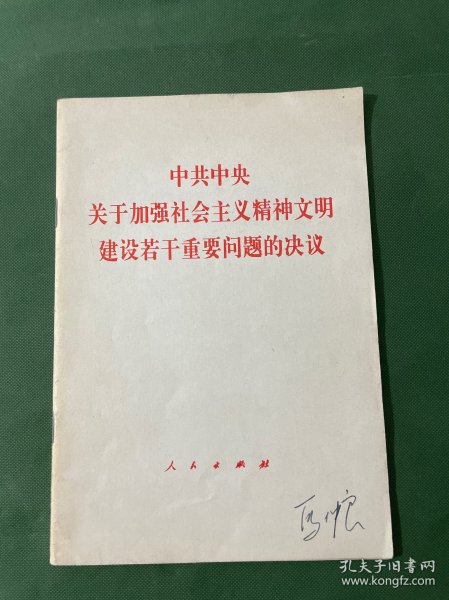 中共中央
关于加强社会主义精神文明
建设若干重要问题的决议
人民出版社
孔夫子旧书网
www.kongfz.com